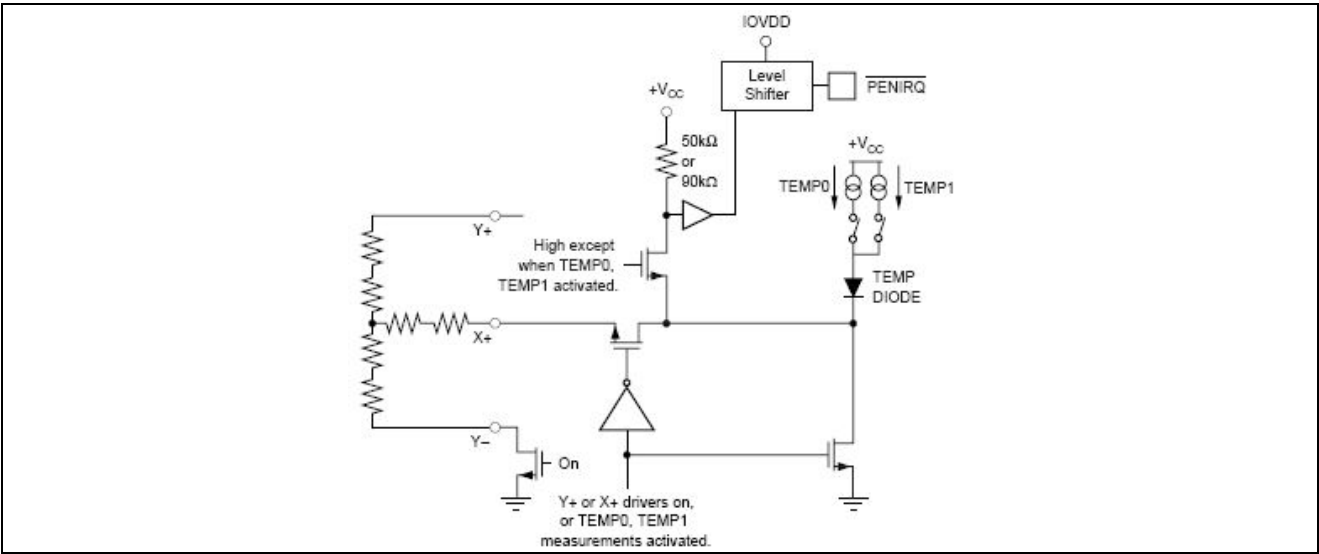 IOVDD
Level
Shifter
PENIRQ
+VCC
50kΩ
or
90kΩ
+VCC
TEMP0
TEMP1
Y+
High except
when TEMP0,
TEMP1 activated.
TEMP
DIODE
X+
Y–
On
Y+ or X+ drivers on,
or TEMP0, TEMP1
measurements activated.